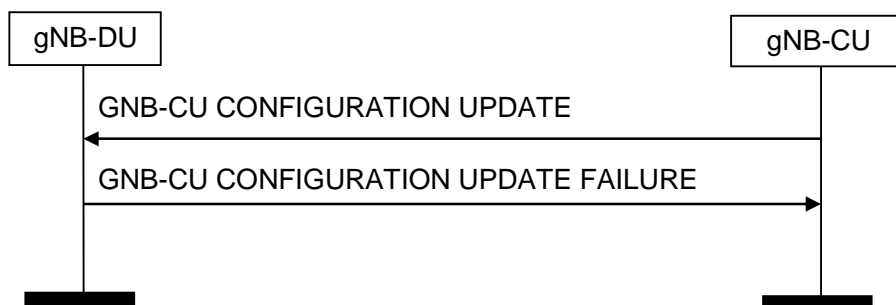 gNB-DU
gNB-CU
GNB-CU CONFIGURATION UPDATE
GNB-CU CONFIGURATION UPDATE FAILURE